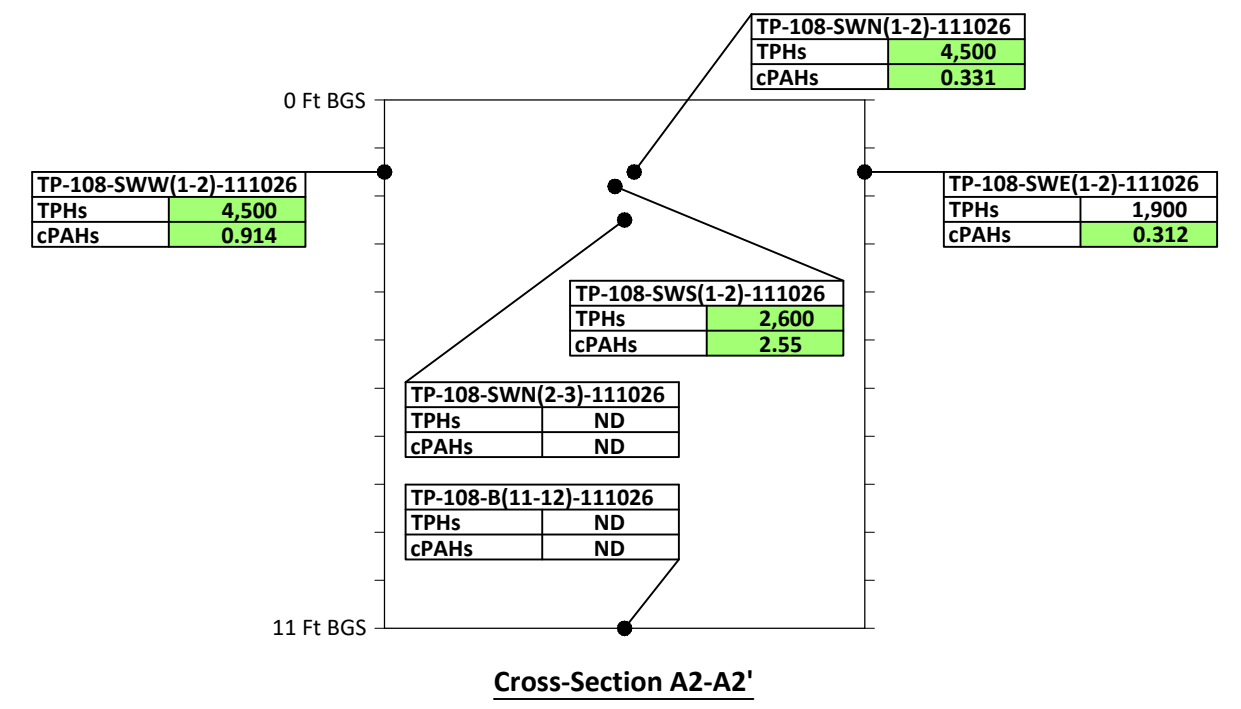 TP-108-SWN(1-2)-111026
TPHs 4,500
cPAHs 0.331
0 Ft BGS
TP-108-SWW(1-2)-111026
TPHs 4,500
cPAHs 0.914
TP-108-SWE(1-2)-111026
TPHs 1,900
cPAHs 0.312
TP-108-SWS(1-2)-111026
TPHs 2,600
cPAHs 2.55
TP-108-SWN(2-3)-111026
TPHs ND
cPAHs ND
TP-108-B(11-12)-111026
TPHs ND
cPAHs ND
11 Ft BGS
Cross-Section A2-A2'